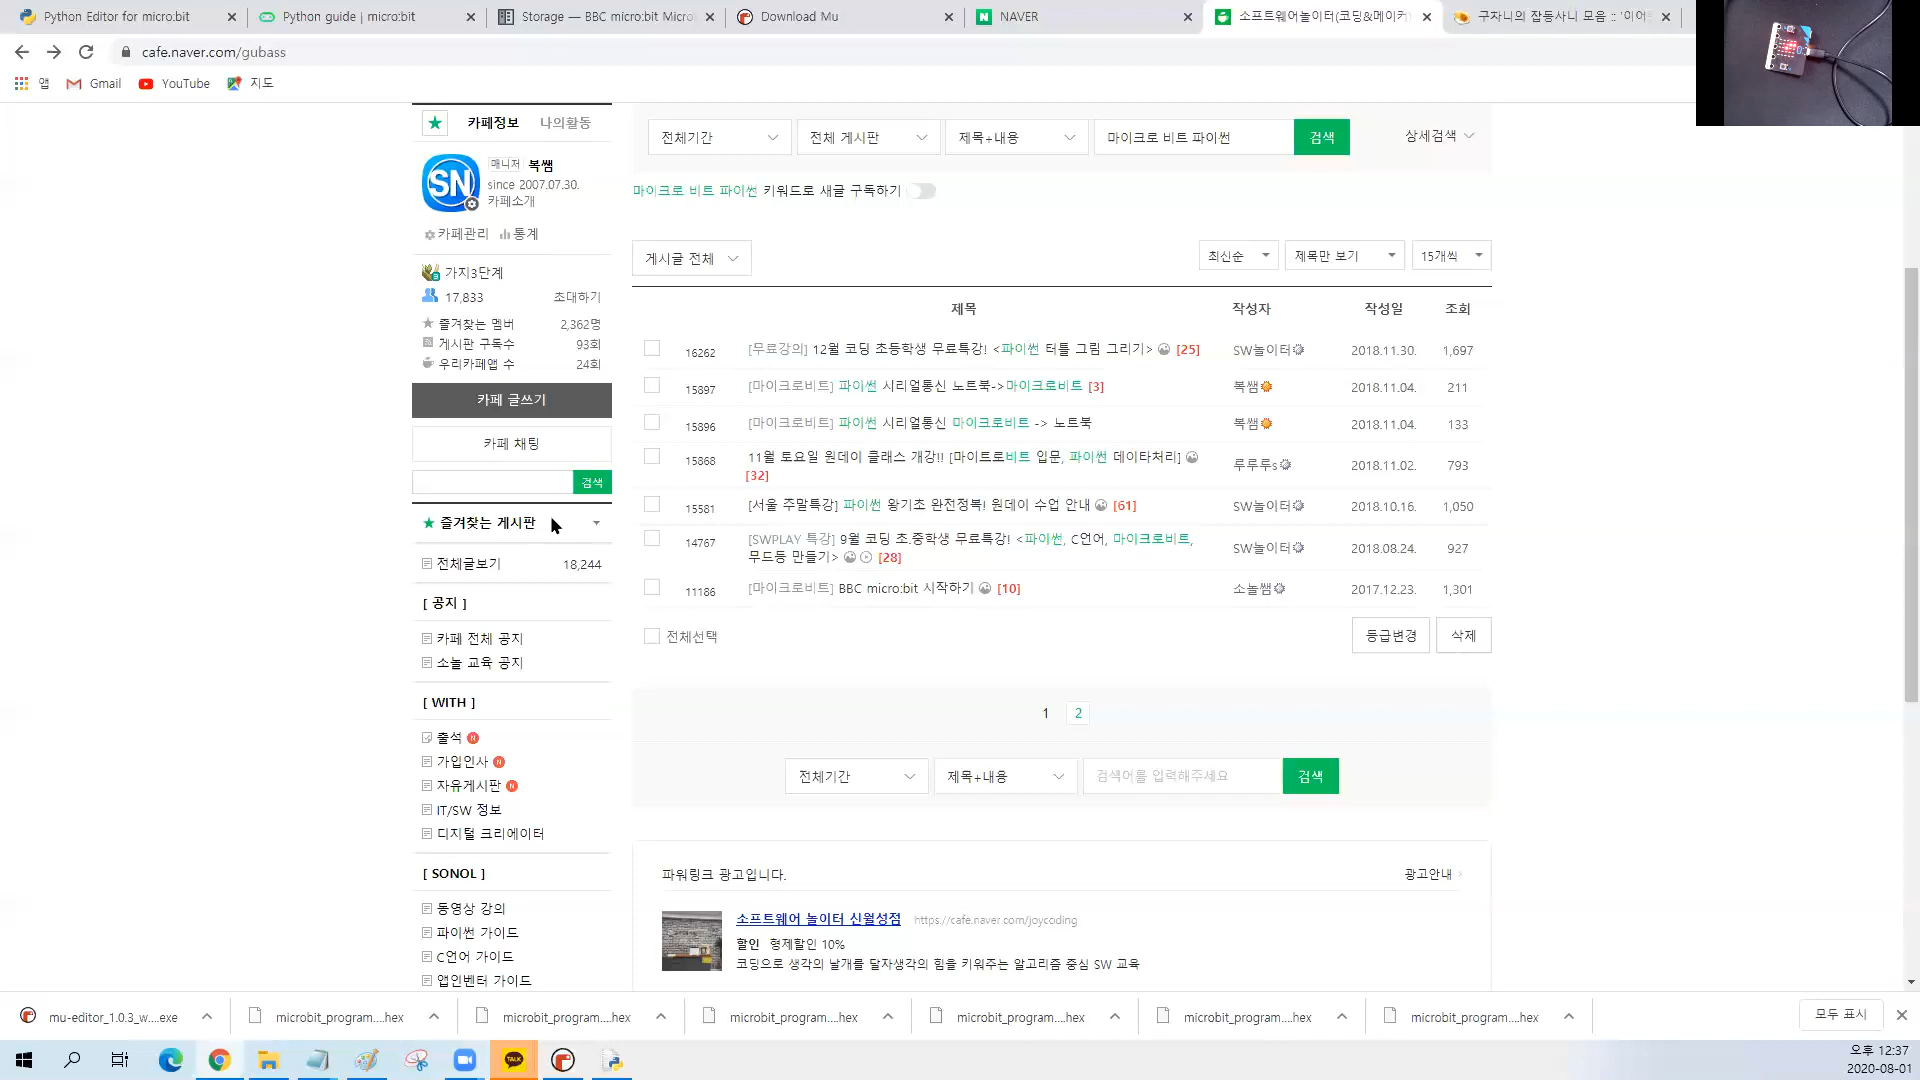 Python Editor for micro:bit
Python guide | micro:bit
Storage — BBC micro:bit Micro
Download Mu
NAVER
소프트웨어놀이터(코딩&메이커
구자니의 잡동사니 모음 :: '이어
cafe.naver.com/gubass
앱
Gmail
YouTube
지도
카페정보 나의활동
매니저 복쌤
since 2007.07.30.
카페소개
카페관리 통계
가지3단계
17,833 초대하기
즐겨찾는 멤버 2,362명
게시판 구독수 93회
우리카페앱 수 24회
카페 글쓰기
카페 채팅
검색
즐겨찾는 게시판
전체글보기 18,244
[ 공지 ]
카페 전체 공지
소놀 교육 공지
[ WITH ]
출석 N
가입인사 N
자유게시판 N
IT/SW 정보
디지털 크리에이터
[ SONOL ]
동영상 강의
파이썬 가이드
C언어 가이드
앱인벤터 가이드
전체기간 전체 게시판 제목+내용 마이크로 비트 파이썬 검색 상세검색
마이크로 비트 파이썬 키워드로 새글 구독하기
게시글 전체 최신순 제목만 보기 15개씩
제목 작성자 작성일 조회
16262 [무료강의] 12월 코딩 초등학생 무료특강! <파이썬 터틀 그림 그리기> [25] SW놀이터 2018.11.30. 1,697
15897 [마이크로비트] 파이썬 시리얼통신 노트북->마이크로비트 [3] 복쌤 2018.11.04. 211
15896 [마이크로비트] 파이썬 시리얼통신 마이크로비트 -> 노트북 복쌤 2018.11.04. 133
15868 11월 토요일 원데이 클래스 개강!! [마이트로비트 입문, 파이썬 데이타처리] 루루루s 2018.11.02. 793
[32]
15581 [서울 주말특강] 파이썬 왕기초 완전정복! 원데이 수업 안내 [61] SW놀이터 2018.10.16. 1,050
14767 [SWPLAY 특강] 9월 코딩 초.중학생 무료특강! <파이썬, C언어, 마이크로비트, SW놀이터 2018.08.24. 927
무드등 만들기> [28]
11186 [마이크로비트] BBC micro:bit 시작하기 [10] 소놀쌤 2017.12.23. 1,301
전체선택 등급변경 삭제
1 2
전체기간 제목+내용 검색어를 입력해주세요 검색
파워링크 광고입니다. 광고안내
소프트웨어 놀이터 신월성점 https://cafe.naver.com/joycoding
할인 형제할인 10%
코딩으로 생각의 날개를 달자생각의 힘을 키워주는 알고리즘 중심 SW 교육
mu-editor_1.0.3_w....exe
microbit_program....hex
microbit_program....hex
microbit_program....hex
microbit_program....hex
microbit_program....hex
microbit_program....hex
모두 표시
TALK
오후 12:37
2020-08-01